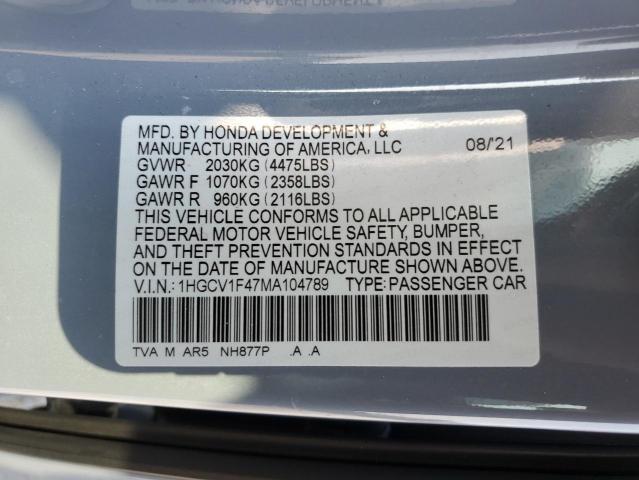 MFD. BY HONDA DEVELOPMENT &
MANUFACTURING OF AMERICA, LLC 08/'21
GVWR 2030KG (4475LBS)
GAWR F 1070KG (2358LBS)
GAWR R 960KG (2116LBS)
THIS VEHICLE CONFORMS TO ALL APPLICABLE
FEDERAL MOTOR VEHICLE SAFETY, BUMPER,
AND THEFT PREVENTION STANDARDS IN EFFECT
ON THE DATE OF MANUFACTURE SHOWN ABOVE.
V.I.N.: 1HGCV1F47MA104789 TYPE: PASSENGER CAR
TVA M AR5 NH877P .A .A